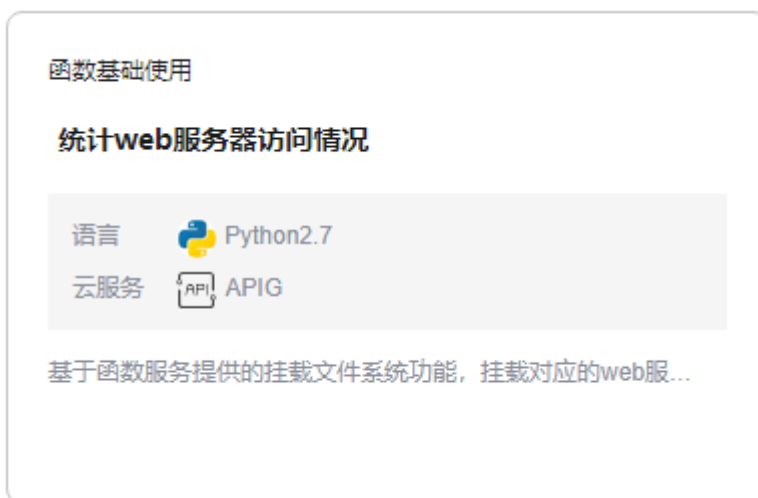 函数基础使用
统计web服务器访问情况
语言 Python2.7
云服务 API APIG
基于函数服务提供的挂载文件系统功能，挂载对应的web服...